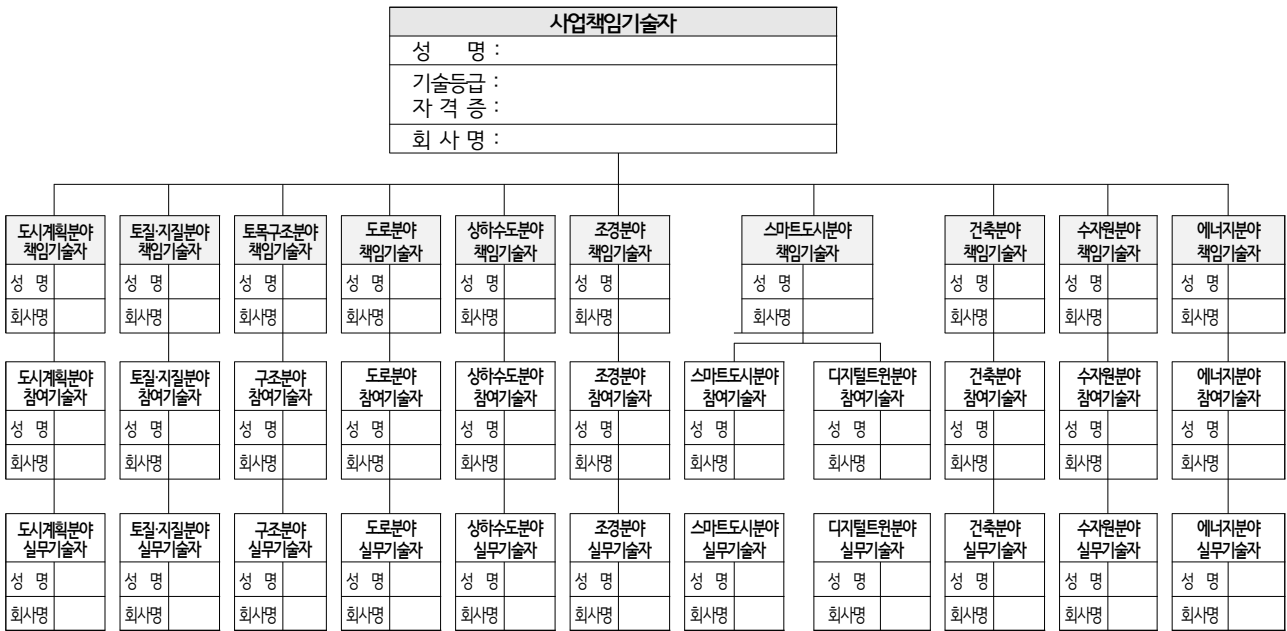 사업책임기술자
성 명 :
기술등급 :
자 격 증 :
회 사 명 :
도시계획분야 토질·지질분야 토목구조분야 도로분야 상하수도분야 조경분야 스마트도시분야 건축분야 수자원분야 에너지분야
책임기술자 책임기술자 책임기술자 책임기술자 책임기술자 책임기술자 책임기술자 책임기술자 책임기술자 책임기술자
성 명 성 명 성 명 성 명 성 명 성 명 성 명 성 명 성 명 성 명
회사명 회사명 회사명 회사명 회사명 회사명 회사명 회사명 회사명 회사명
도시계획분야 토질·지질분야 구조분야 도로분야 상하수도분야 조경분야 스마트도시분야 디지털트윈분야 건축분야 수자원분야 에너지분야
참여기술자 참여기술자 참여기술자 참여기술자 참여기술자 참여기술자 참여기술자 참여기술자 참여기술자 참여기술자 참여기술자
성 명 성 명 성 명 성 명 성 명 성 명 성 명 성 명 성 명 성 명 성 명
회사명 회사명 회사명 회사명 회사명 회사명 회사명 회사명 회사명 회사명 회사명
도시계획분야 토질·지질분야 구조분야 도로분야 상하수도분야 조경분야 스마트도시분야 디지털트윈분야 건축분야 수자원분야 에너지분야
실무기술자 실무기술자 실무기술자 실무기술자 실무기술자 실무기술자 실무기술자 실무기술자 실무기술자 실무기술자 실무기술자
성 명 성 명 성 명 성 명 성 명 성 명 성 명 성 명 성 명 성 명 성 명
회사명 회사명 회사명 회사명 회사명 회사명 회사명 회사명 회사명 회사명 회사명